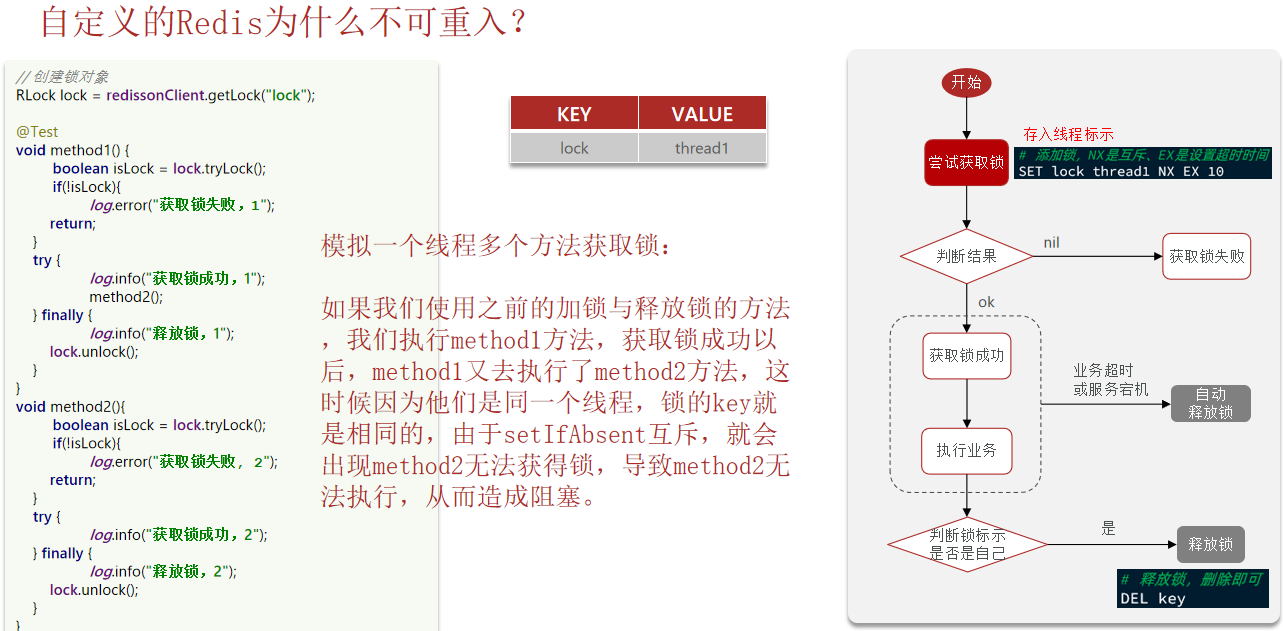 自定义的Redis为什么不可重入?
//创建锁对象
RLock lock = redissonClient.getLock("lock");
@Test
void method1() {
boolean isLock = lock.tryLock();
if(!isLock){
log.error("获取锁失败，1");
return;
}
try {
log.info("获取锁成功，1");
method2();
} finally {
log.info("释放锁，1");
lock.unlock();
}
}
void method2(){
boolean isLock = lock.tryLock();
if(!isLock){
log.error("获取锁失败, 2");
return;
}
try {
log.info("获取锁成功，2");
} finally {
log.info("释放锁，2");
lock.unlock();
}
}
KEY VALUE
lock thread1
模拟一个线程多个方法获取锁：
如果我们使用之前的加锁与释放锁的方法
，我们执行method1方法，获取锁成功以
后，method1又去执行了method2方法，这
时候因为他们是同一个线程，锁的key就
是相同的，由于setIfAbsent互斥，就会
出现method2无法获得锁，导致method2无
法执行，从而造成阻塞。
开始
存入线程标示
尝试获取锁
# 添加锁，NX是互斥、EX是设置超时时间
SET lock thread1 NX EX 10
判断结果
nil
获取锁失败
ok
获取锁成功
业务超时
或服务宕机
自动
释放锁
执行业务
判断锁标示
是否是自己
是
释放锁
# 释放锁，删除即可
DEL key